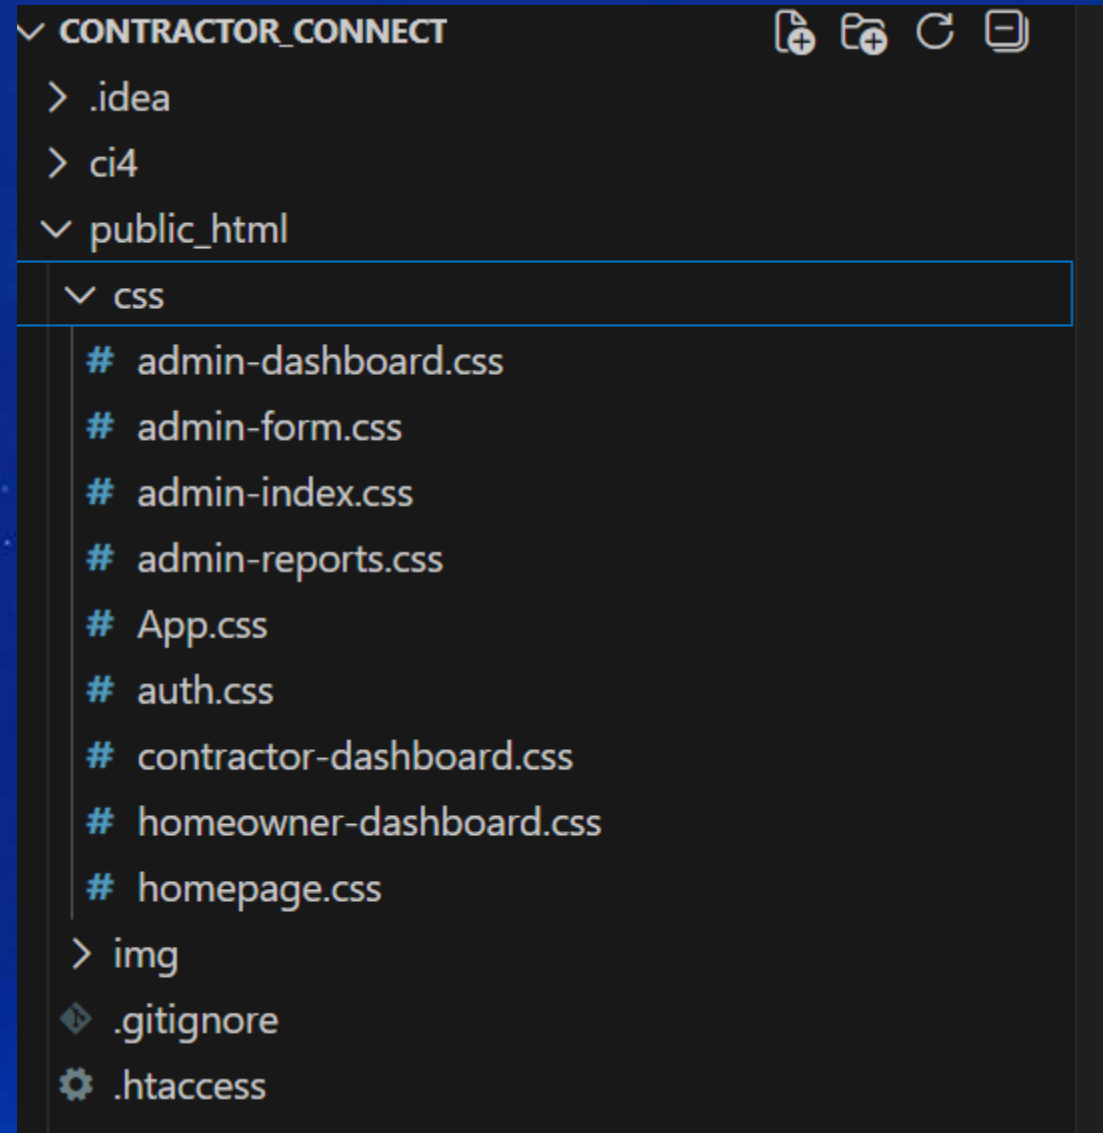 CONTRACTOR_CONNECT
.idea
ci4
public_html
css
# admin-dashboard.css
# admin-form.css
# admin-index.css
# admin-reports.css
# App.css
# auth.css
# contractor-dashboard.css
# homeowner-dashboard.css
# homepage.css
img
.gitignore
.htaccess